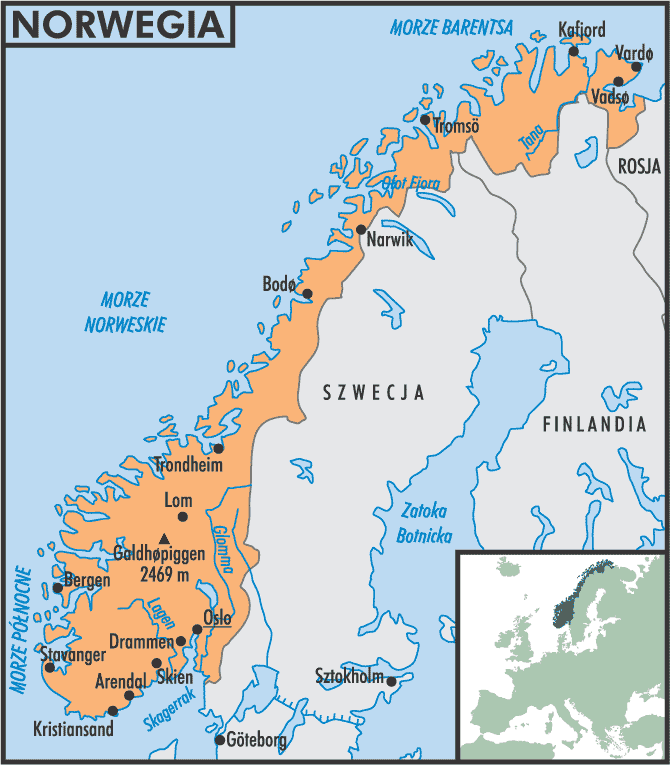 NORWEGIA
MORZE BARENTSA
Kafjord
Vardø
Vadsø
Tromsö
Tana
ROSJA
Ofot Fiora
Narwik
Bodø
MORZE
NORWESKIE
SZWECJA
FINLANDIA
Trondheim
Lom
Zatoka
Botnicka
Galdhøpiggen
2469 m
Glomma
Bergen
MORZE PÓŁNOCNE
Lagen
Oslo
Drammen
Stavanger
Skien
Arendal
Sztokholm
Skagerrak
Kristiansand
Göteborg